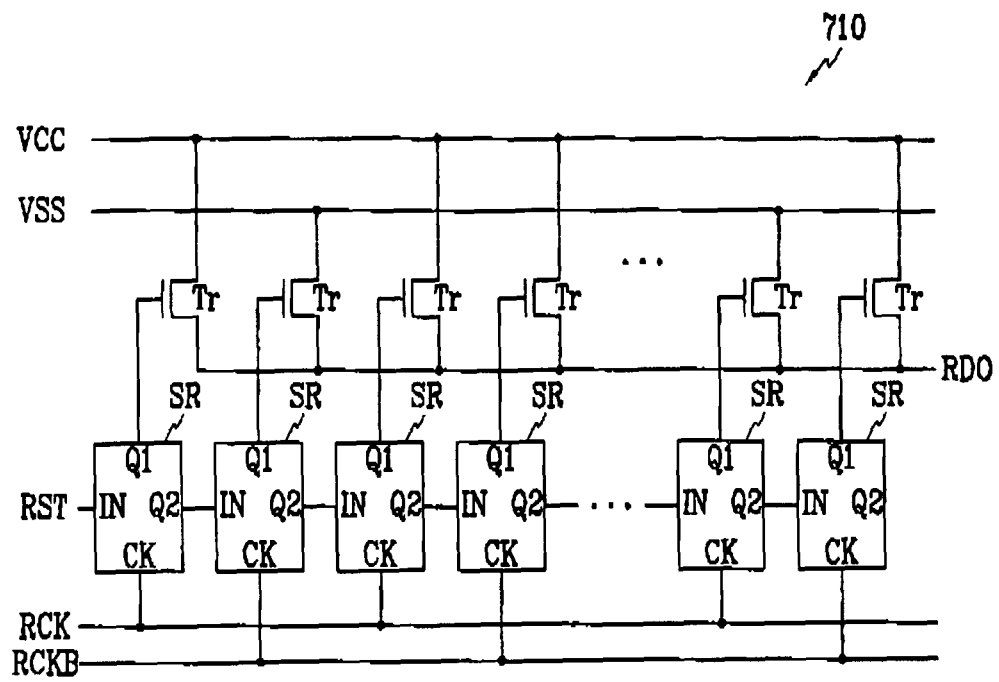 710
VCC
VSS
...
Tr Tr Tr Tr Tr Tr
RDO
SR SR SR SR SR SR
Q1 Q1 Q1 Q1 Q1 Q1
RST IN Q2 IN Q2 IN Q2 IN Q2 ... IN Q2 IN Q2
CK CK CK CK CK CK
RCK
RCKB